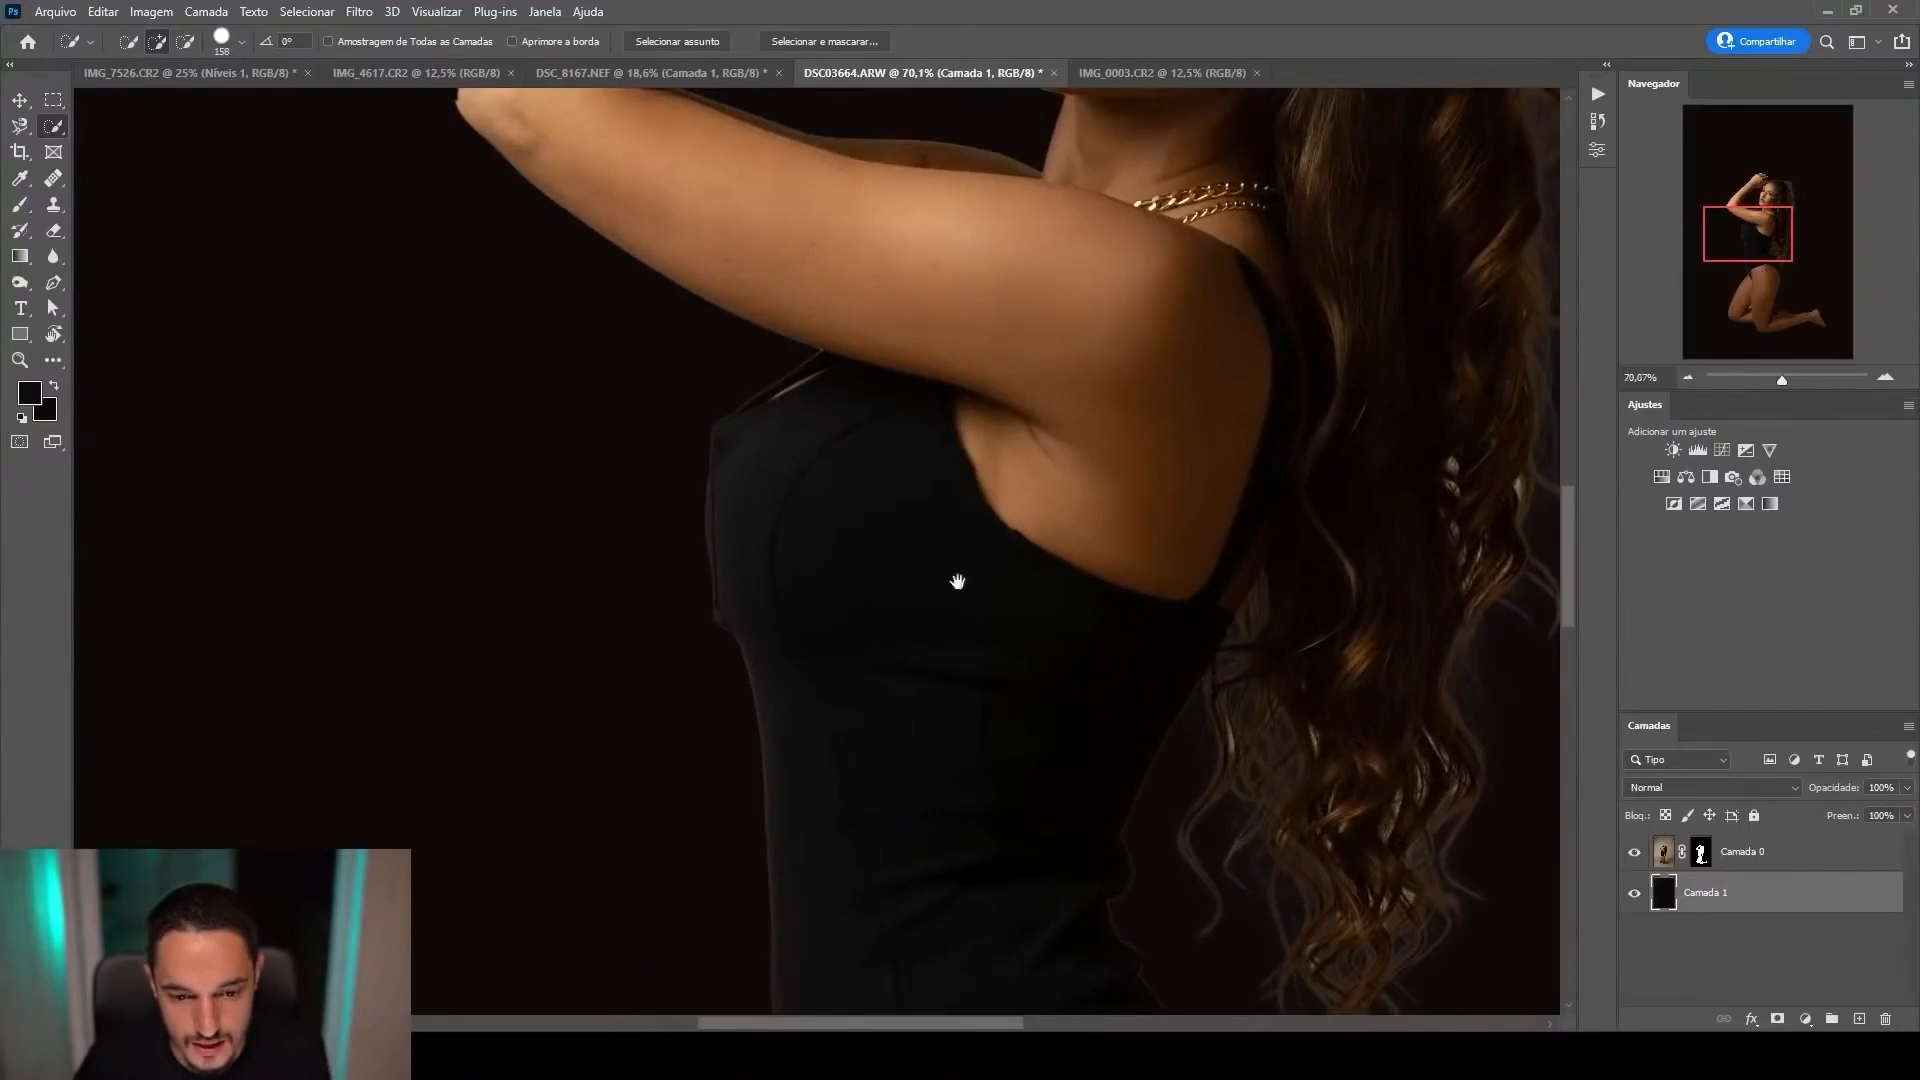 Ps Arquivo Editar Imagem Camada Texto Selecionar Filtro 3D Visualizar Plug-ins Janela Ajuda
158
0°
Amostragem de Todas as Camadas
Aprimore a borda
Selecionar assunto
Selecionar e mascarar...
Compartilhar
IMG_7526.CR2 @ 25% (Níveis 1, RGB/8) *
IMG_4617.CR2 @ 12,5% (RGB/8)
DSC_8167.NEF @ 18,6% (Camada 1, RGB/8) *
DSC03664.ARW @ 70,1% (Camada 1, RGB/8) *
IMG_0003.CR2 @ 12,5% (RGB/8)
Navegador
70,07%
Ajustes
Adicionar um ajuste
Camadas
Tipo
Normal
Opacidade: 100%
Bloq.:
Preen.: 100%
Camada 0
Camada 1
fx